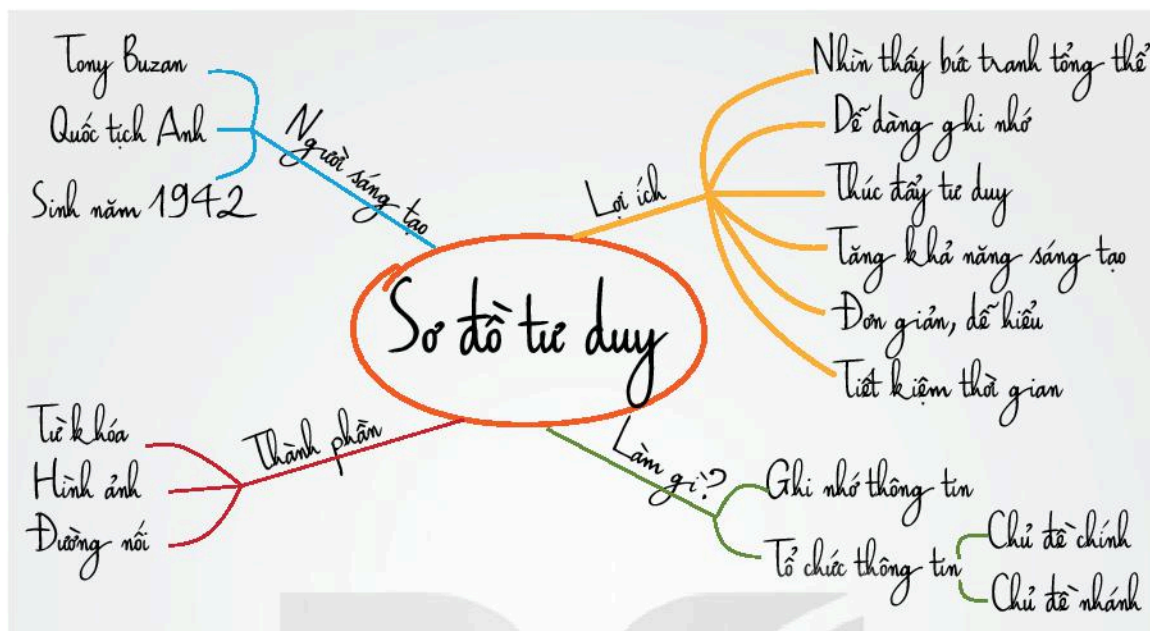 Sơ đồ tư duy
Người sáng tạo
Tony Buzan
Quốc tịch Anh
Sinh năm 1942
Lợi ích
Nhìn thấy bức tranh tổng thể
Dễ dàng ghi nhớ
Thúc đẩy tư duy
Tăng khả năng sáng tạo
Đơn giản, dễ hiểu
Tiết kiệm thời gian
Thành phần
Từ khóa
Hình ảnh
Đường nối
Làm gì?
Ghi nhớ thông tin
Tổ chức thông tin
Chủ đề chính
Chủ đề nhánh